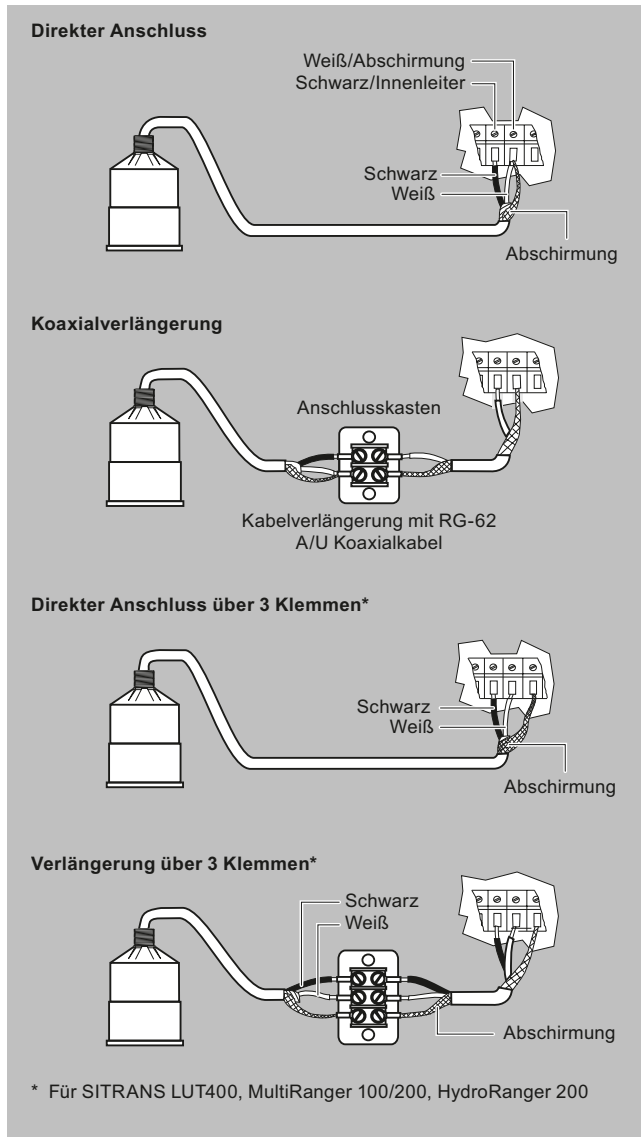 Direkter Anschluss
Weiß/Abschirmung
Schwarz/Innenleiter
Schwarz
Weiß
Abschirmung
Koaxialverlängerung
Anschlusskasten
Kabelverlängerung mit RG-62
A/U Koaxialkabel
Direkter Anschluss über 3 Klemmen*
Schwarz
Weiß
Abschirmung
Verlängerung über 3 Klemmen*
Schwarz
Weiß
Abschirmung
* Für SITRANS LUT400, MultiRanger 100/200, HydroRanger 200